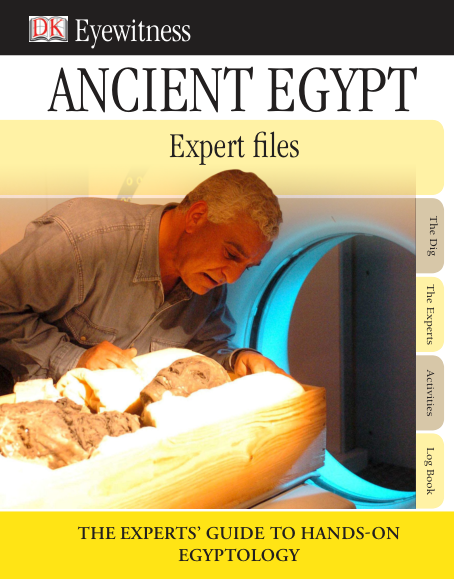 DK Eyewitness
ANCIENT EGYPT
Expert files
The Dig
The Experts
Activities
Log Book
THE EXPERTS' GUIDE TO HANDS-ON
EGYPTOLOGY